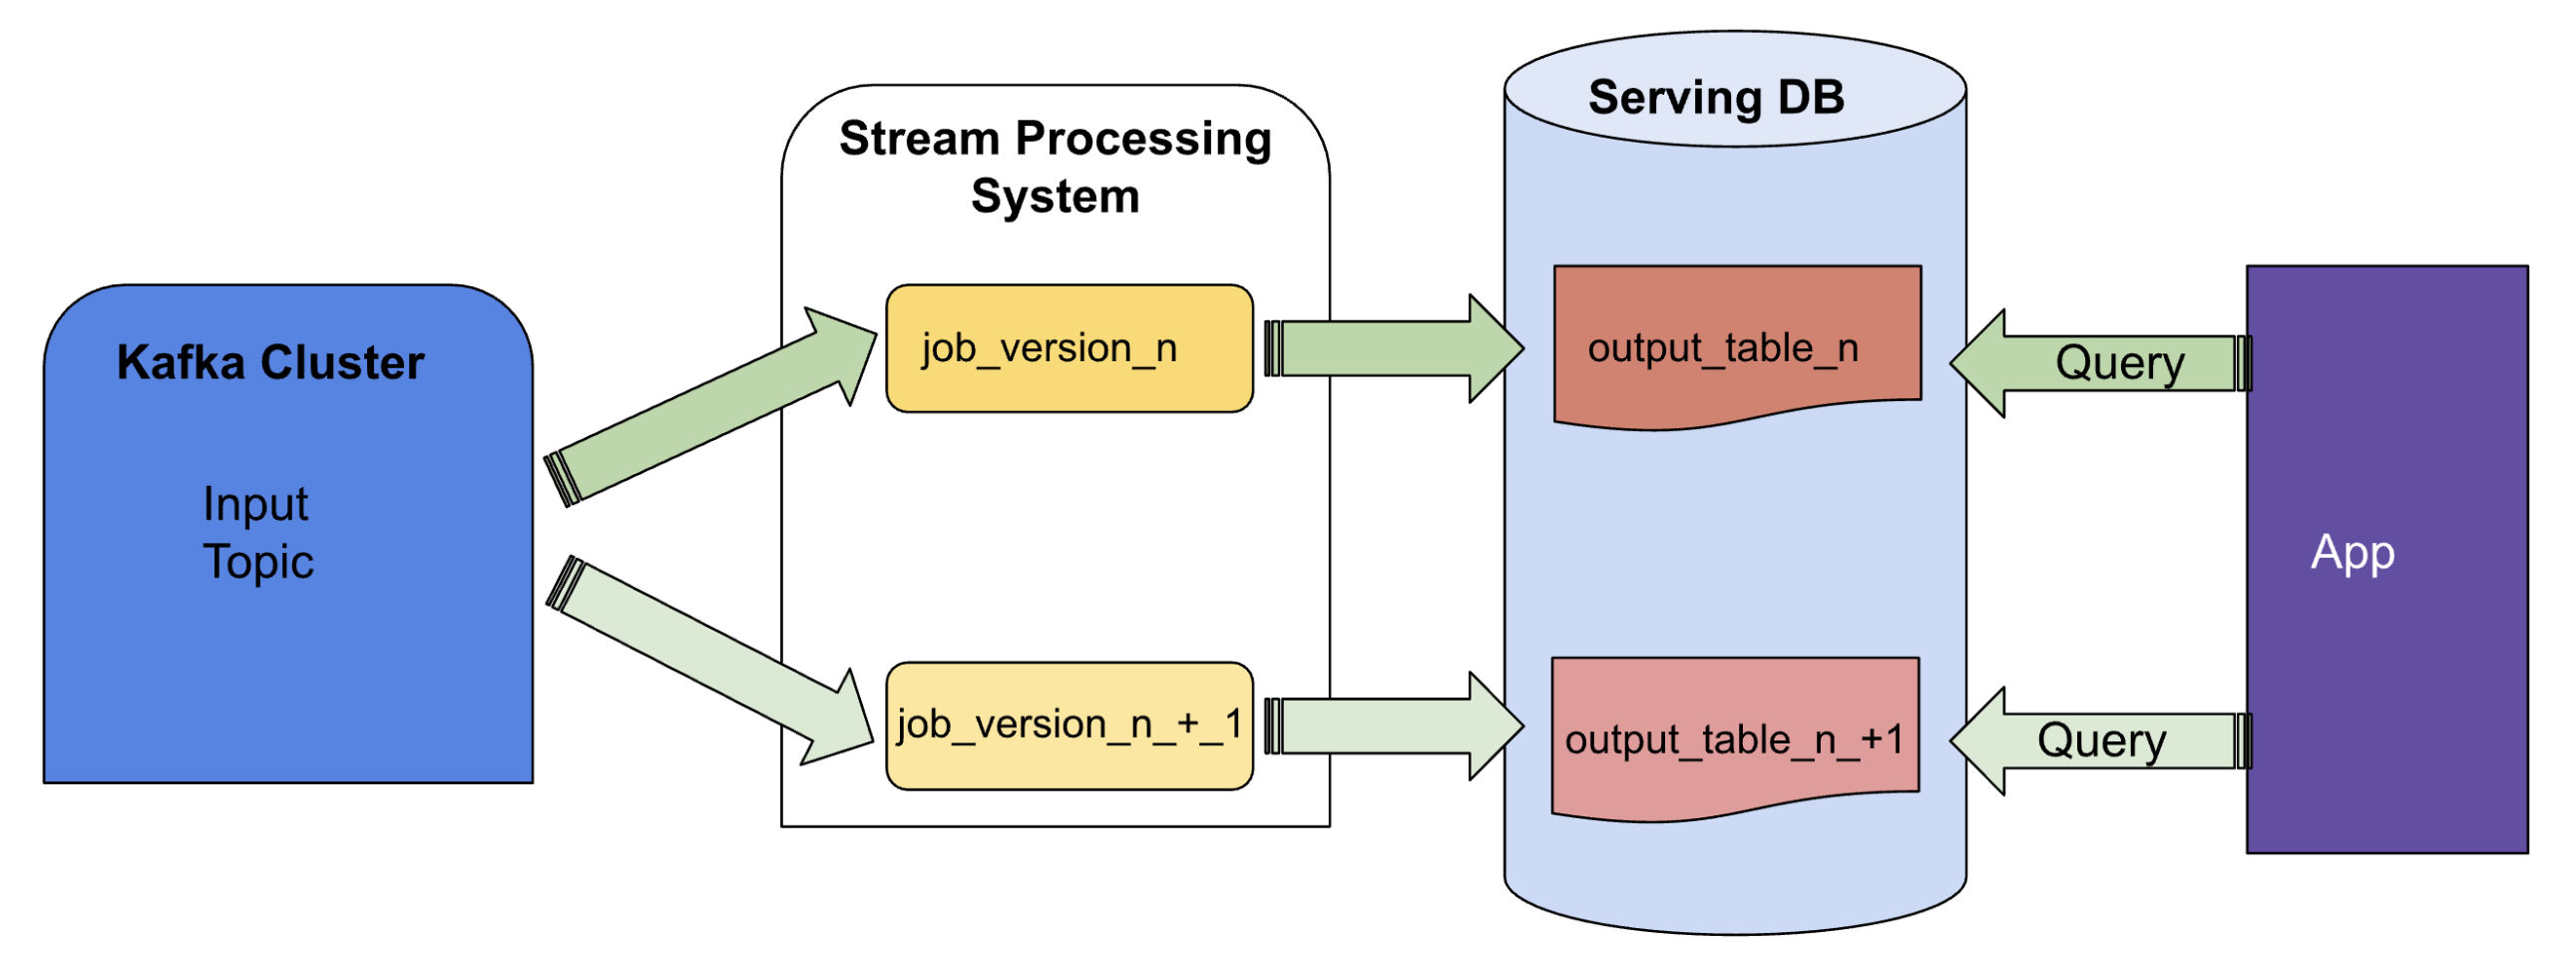 Kafka Cluster
Input
Topic
Stream Processing
System
job_version_n
job_version_n_+_1
Serving DB
output_table_n
output_table_n_+1
Query
Query
App